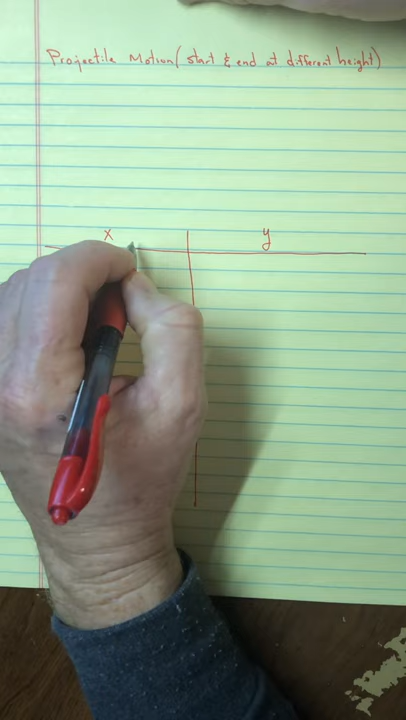 Projectile Motion (start & end at different height)
x y